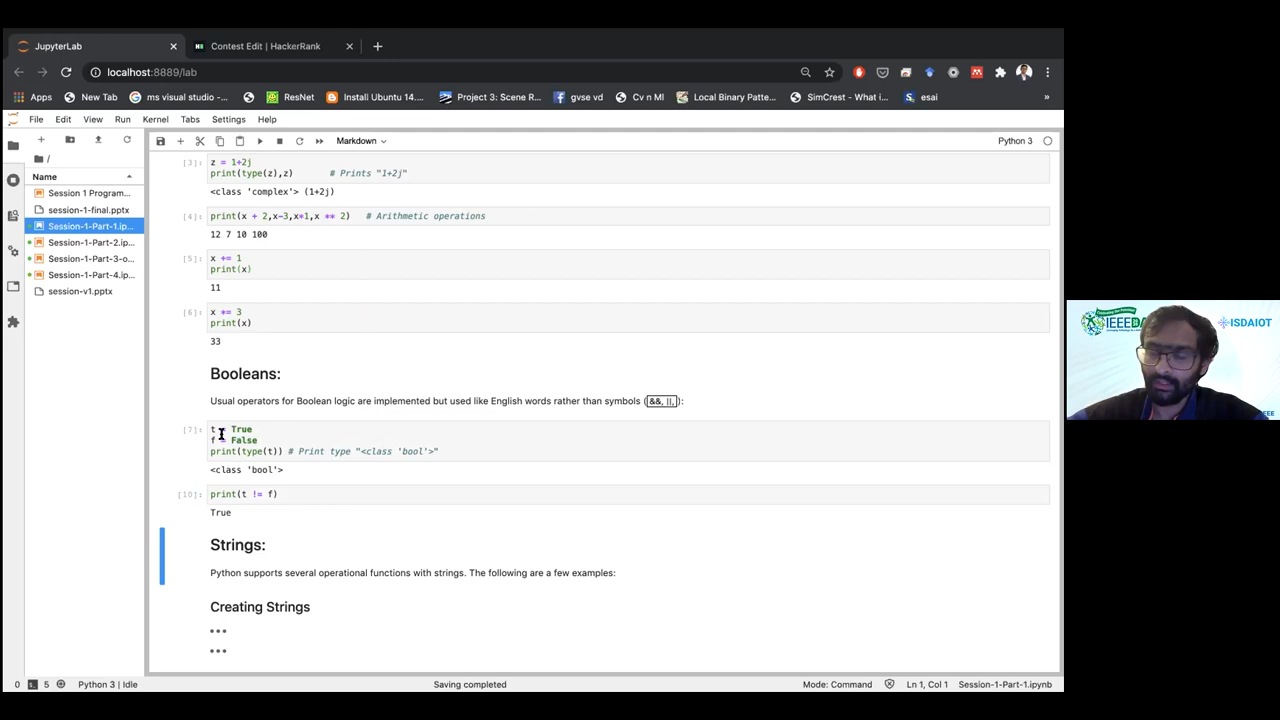 JupyterLab
Contest Edit | HackerRank
localhost:8889/lab
Apps New Tab ms visual studio -... ResNet Install Ubuntu 14.... Project 3: Scene R... gvse vd Cv n Ml Local Binary Patte... SimCrest - What i... esai »
File Edit View Run Kernel Tabs Settings Help
Markdown
Python 3
/
Name
Session 1 Program...
session-1-final.pptx
Session-1-Part-1.ip...
Session-1-Part-2.ip...
Session-1-Part-3-o...
Session-1-Part-4.ip...
session-v1.pptx
[3]: z = 1+2j
print(type(z),z) # Prints "1+2j"
<class 'complex'> (1+2j)
[4]: print(x + 2,x-3,x*1,x ** 2) # Arithmetic operations
12 7 10 100
[5]: x += 1
print(x)
11
[6]: x *= 3
print(x)
33
Booleans:
Usual operators for Boolean logic are implemented but used like English words rather than symbols (&&, ||,):
[7]: t = True
f = False
print(type(t)) # Print type "<class 'bool'>"
<class 'bool'>
[10]: print(t != f)
True
Strings:
Python supports several operational functions with strings. The following are a few examples:
Creating Strings
0 5 Python 3 | Idle Saving completed Mode: Command Ln 1, Col 1 Session-1-Part-1.ipynb
IEEE
ISDAIOT